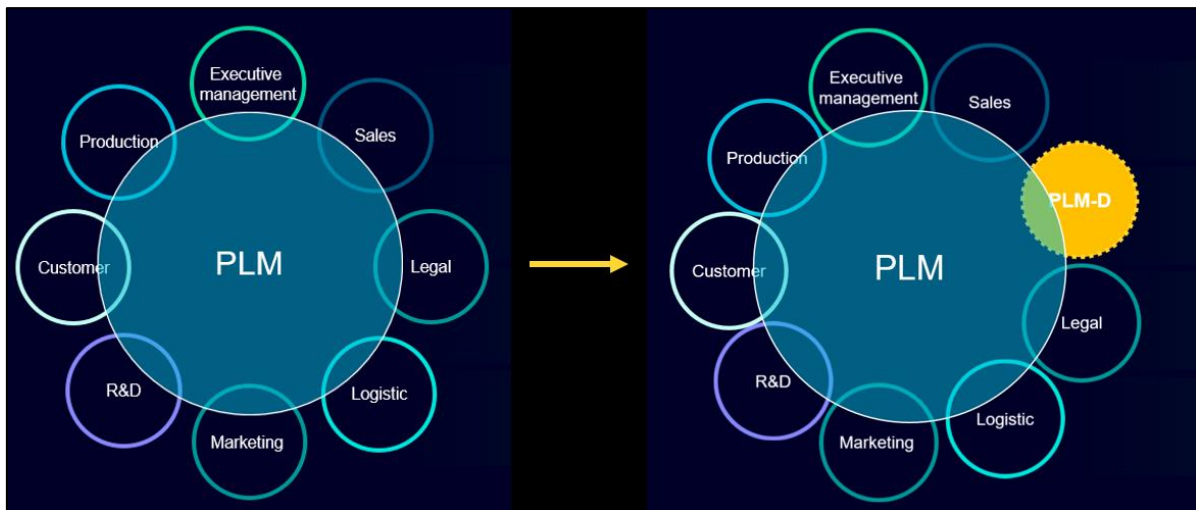 Executive
management
Sales
Production
PLM
Customer
Legal
R&D
Logistic
Marketing
Executive
management
Sales
Production
PLM-D
PLM
Customer
Legal
R&D
Logistic
Marketing